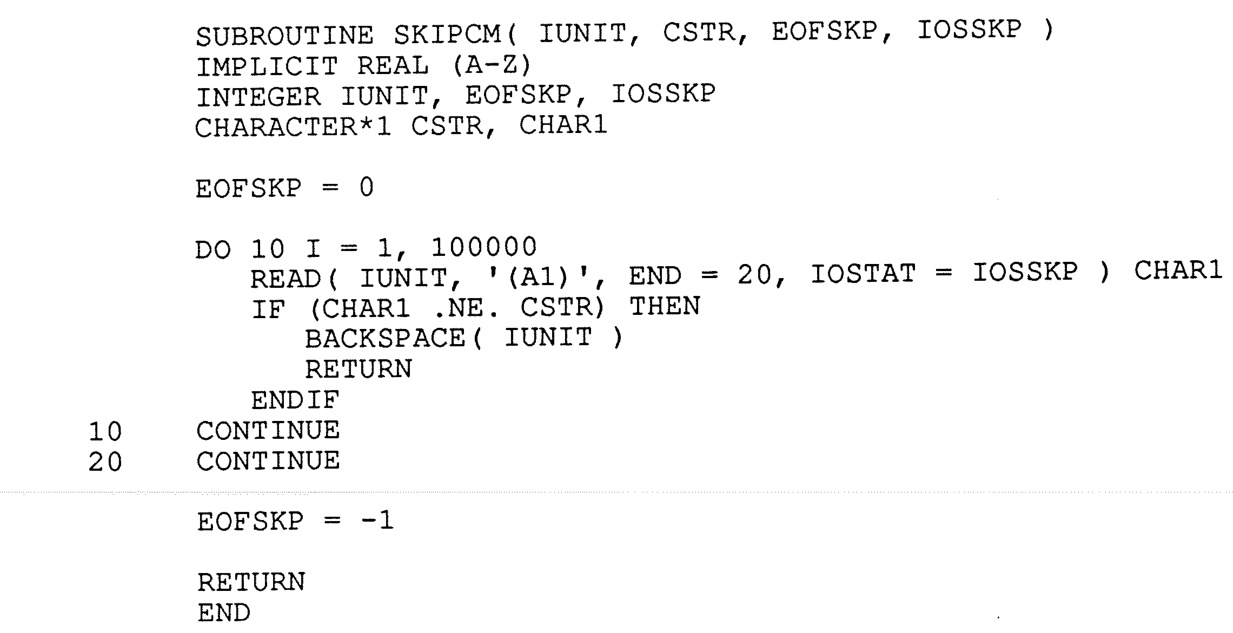 SUBROUTINE SKIPCM( IUNIT, CSTR, EOFSKP, IOSSKP )
IMPLICIT REAL (A-Z)
INTEGER IUNIT, EOFSKP, IOSSKP
CHARACTER*1 CSTR, CHAR1
EOFSKP = 0
DO 10 I = 1, 100000
READ( IUNIT, '(A1)', END = 20, IOSTAT = IOSSKP ) CHAR1
IF (CHAR1 .NE. CSTR) THEN
BACKSPACE( IUNIT )
RETURN
ENDIF
10 CONTINUE
20 CONTINUE
EOFSKP = -1
RETURN
END